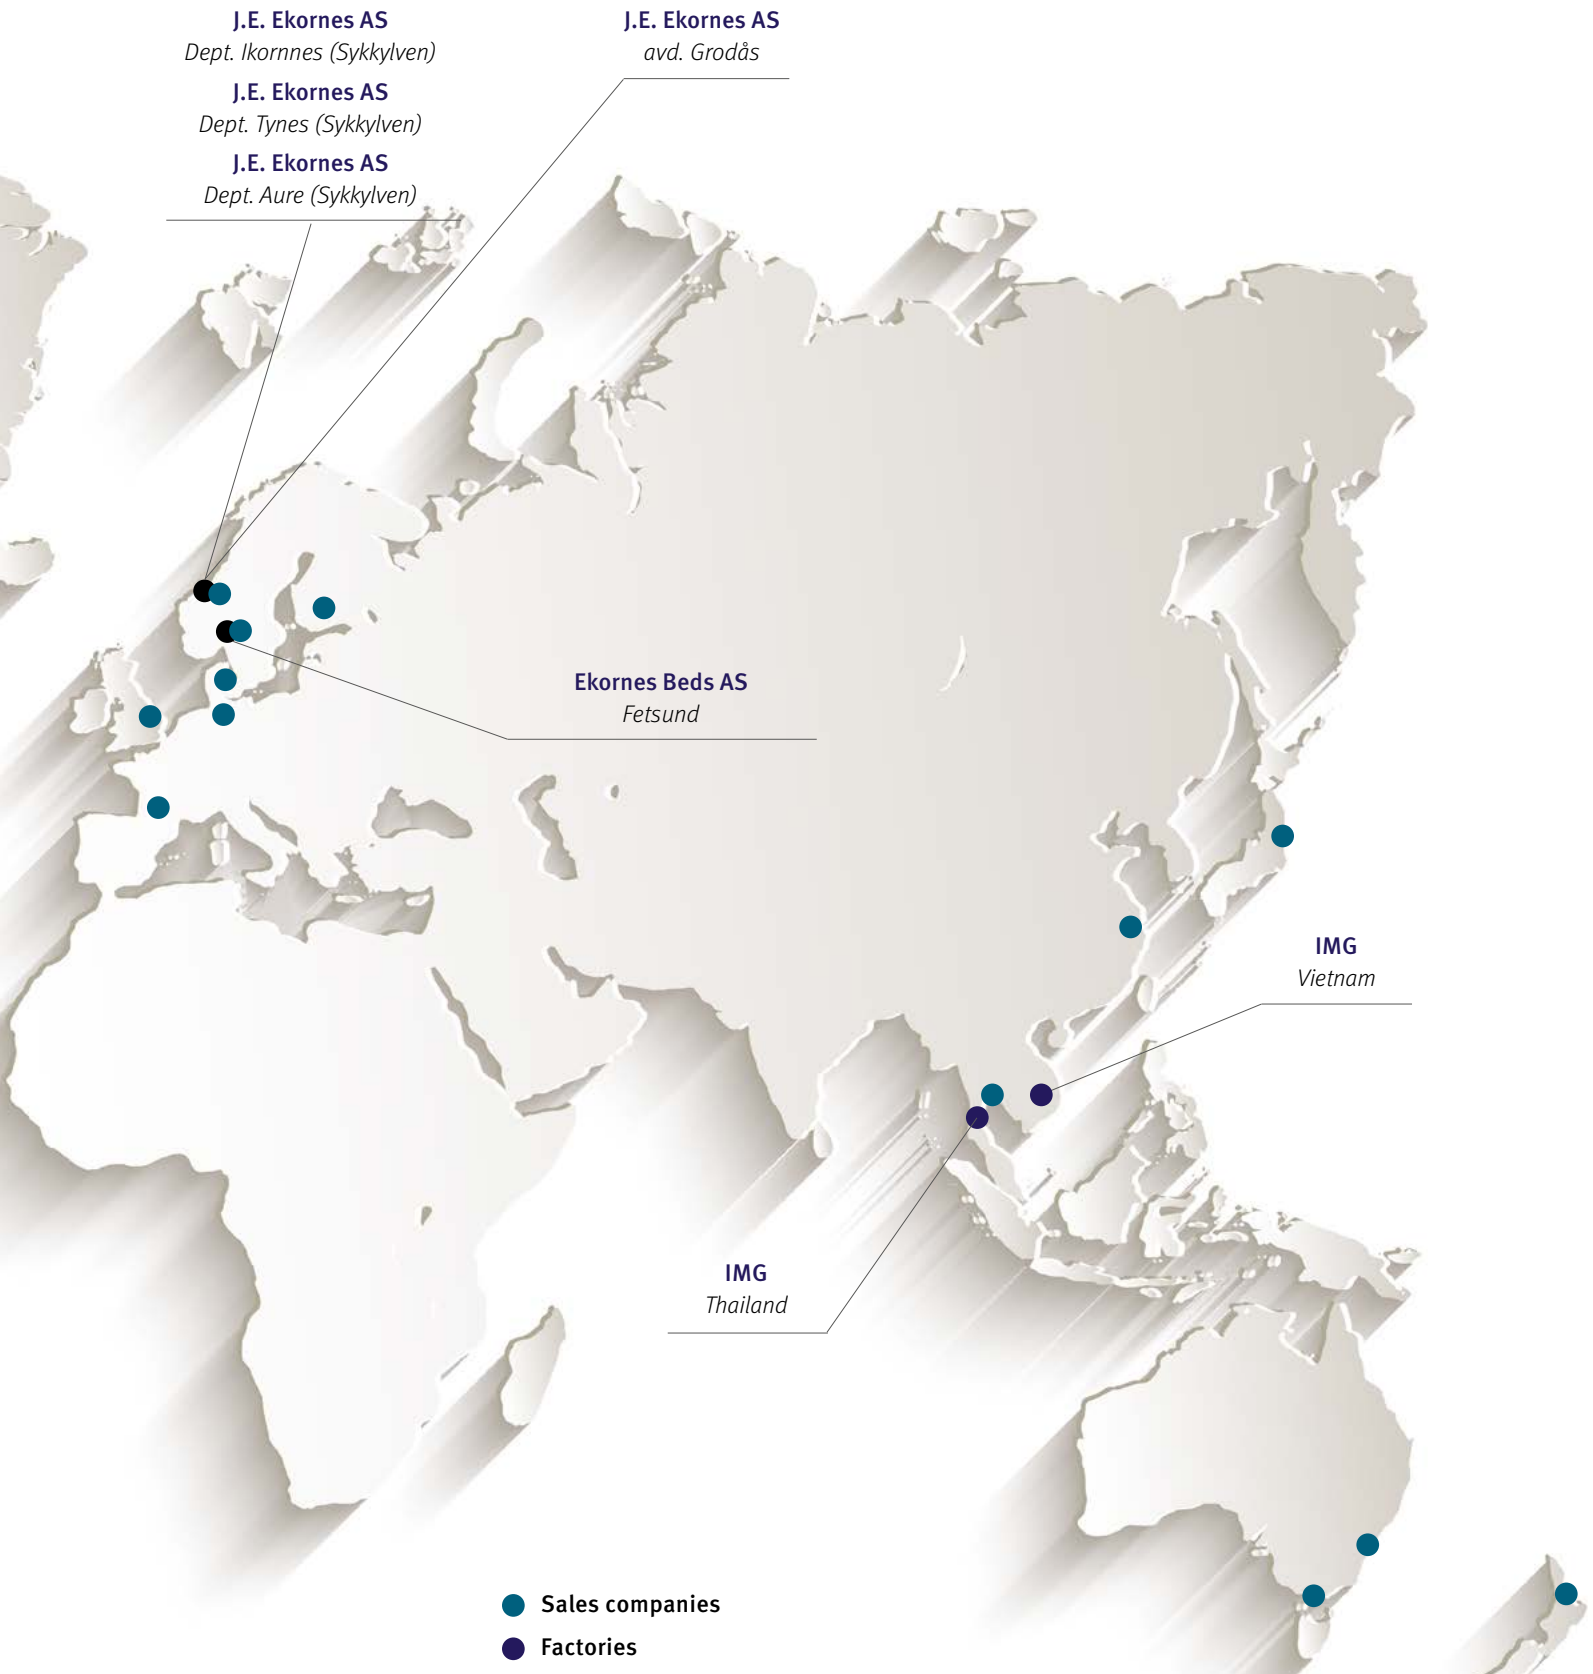 J.E. Ekornes AS
Dept. Ikornnes (Sykkylven)
J.E. Ekornes AS
Dept. Tynes (Sykkylven)
J.E. Ekornes AS
Dept. Aure (Sykkylven)
J.E. Ekornes AS
avd. Grodås
Ekornes Beds AS
Fetsund
IMG
Vietnam
IMG
Thailand
Sales companies
Factories